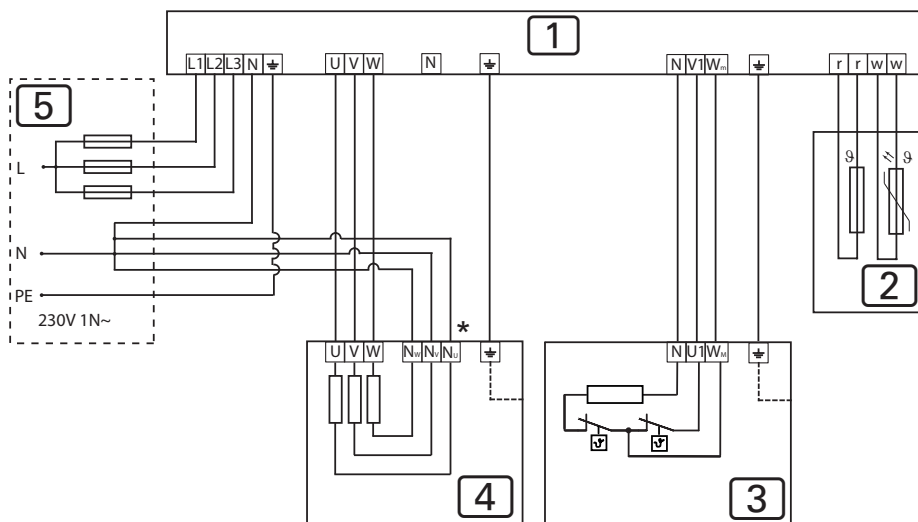 1
L1 L2 L3 N ⏚ U V W N ⏚ N V1 Wm ⏚ r r w w
5
L
ϑ ϑ
N
2
PE
230V 1N~
*
U V W NW NV NU ⏚ N U1 WM ⏚
ϑ ϑ
4
3